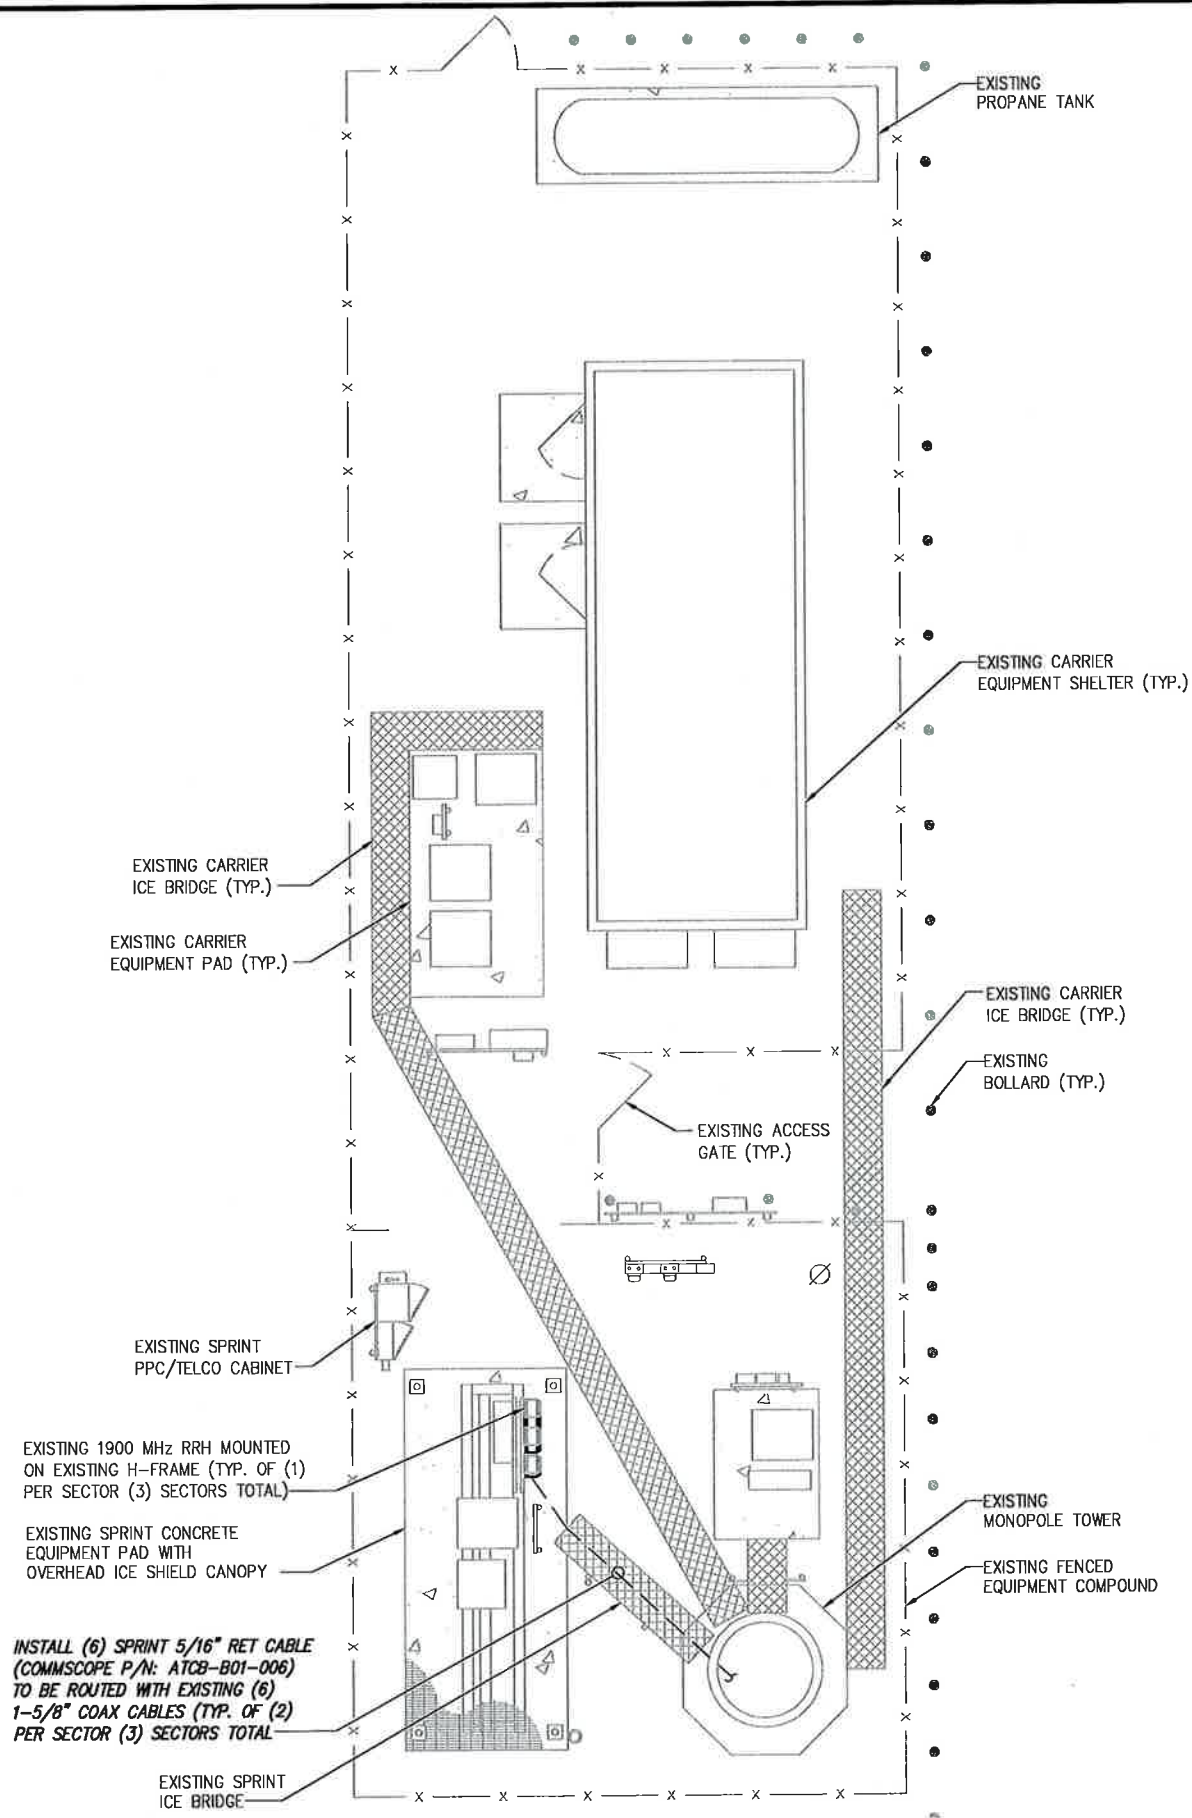 EXISTING
PROPANE TANK
EXISTING CARRIER
EQUIPMENT SHELTER (TYP.)
EXISTING CARRIER
ICE BRIDGE (TYP.)
EXISTING CARRIER
EQUIPMENT PAD (TYP.)
EXISTING CARRIER
ICE BRIDGE (TYP.)
EXISTING
BOLLARD (TYP.)
EXISTING ACCESS
GATE (TYP.)
EXISTING SPRINT
PPC/TELCO CABINET
EXISTING 1900 MHz RRH MOUNTED
ON EXISTING H-FRAME (TYP. OF (1)
PER SECTOR (3) SECTORS TOTAL)
EXISTING SPRINT CONCRETE
EQUIPMENT PAD WITH
OVERHEAD ICE SHIELD CANOPY
EXISTING
MONOPOLE TOWER
EXISTING FENCED
EQUIPMENT COMPOUND
INSTALL (6) SPRINT 5/16" RET CABLE
(COMMSCOPE P/N: ATCB-B01-006)
TO BE ROUTED WITH EXISTING (6)
1-5/8" COAX CABLES (TYP. OF (2)
PER SECTOR (3) SECTORS TOTAL
EXISTING SPRINT
ICE BRIDGE